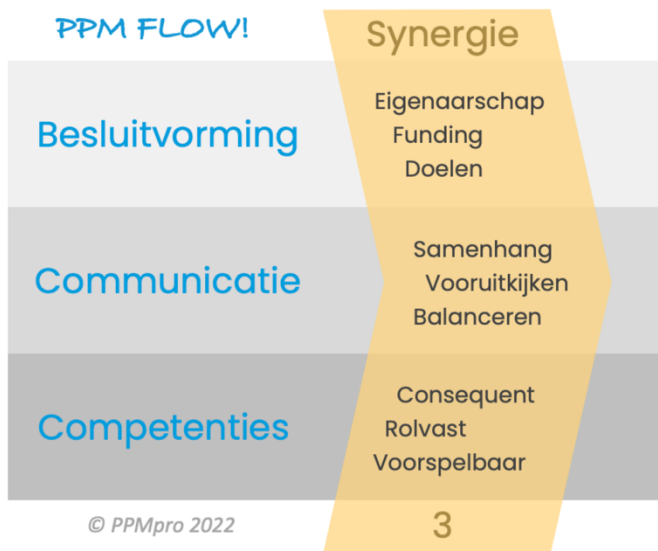 PPM FLOW!
Synergie
Besluitvorming
Eigenaarschap
Funding
Doelen
Communicatie
Samenhang
Vooruitkijken
Balanceren
Competenties
Consequent
Rolvast
Voorspelbaar
© PPMpro 2022
3